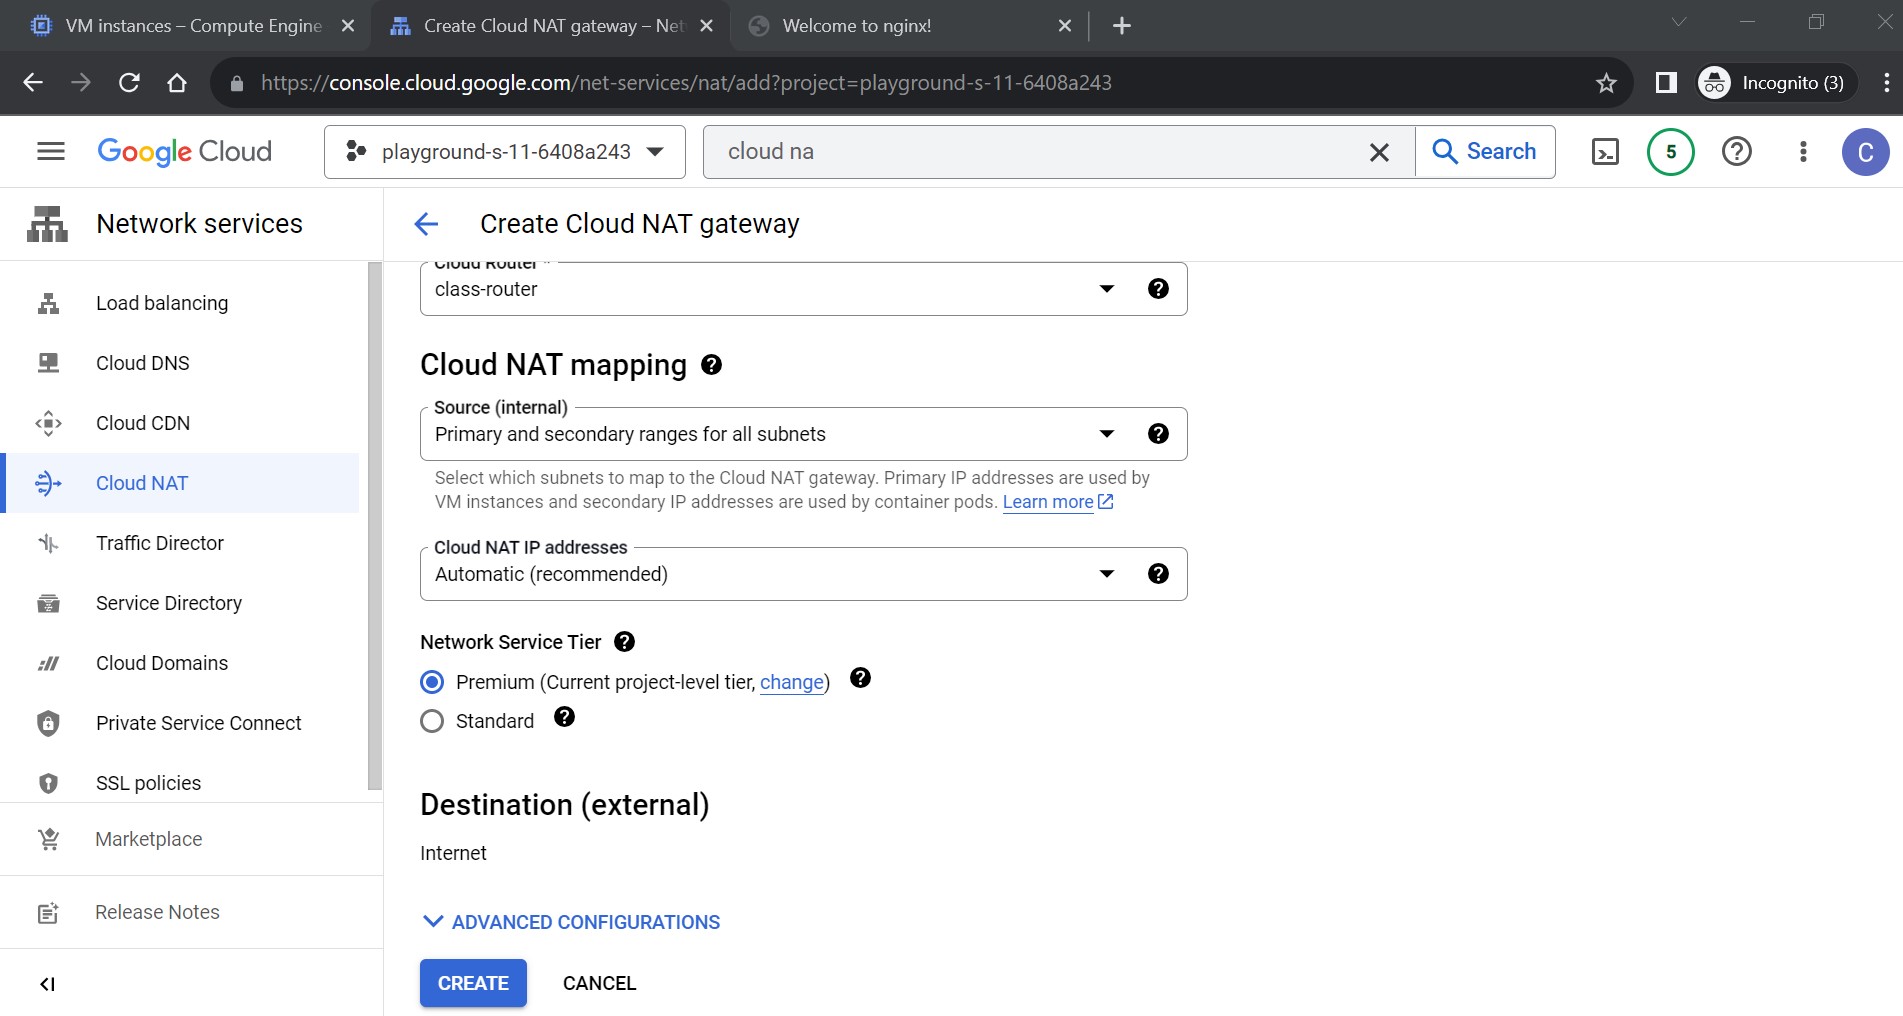 VM instances – Compute Engine
Create Cloud NAT gateway – Net
Welcome to nginx!
https://console.cloud.google.com/net-services/nat/add?project=playground-s-11-6408a243
Incognito (3)
Google Cloud
playground-s-11-6408a243
cloud na
Search
5
C
Network services
Create Cloud NAT gateway
Load balancing
Cloud DNS
Cloud CDN
Cloud NAT
Traffic Director
Service Directory
Cloud Domains
Private Service Connect
SSL policies
Marketplace
Release Notes
Cloud Router *
class-router
Cloud NAT mapping
Source (internal)
Primary and secondary ranges for all subnets
Select which subnets to map to the Cloud NAT gateway. Primary IP addresses are used by
VM instances and secondary IP addresses are used by container pods. Learn more
Cloud NAT IP addresses
Automatic (recommended)
Network Service Tier
Premium (Current project-level tier, change)
Standard
Destination (external)
Internet
ADVANCED CONFIGURATIONS
CREATE
CANCEL